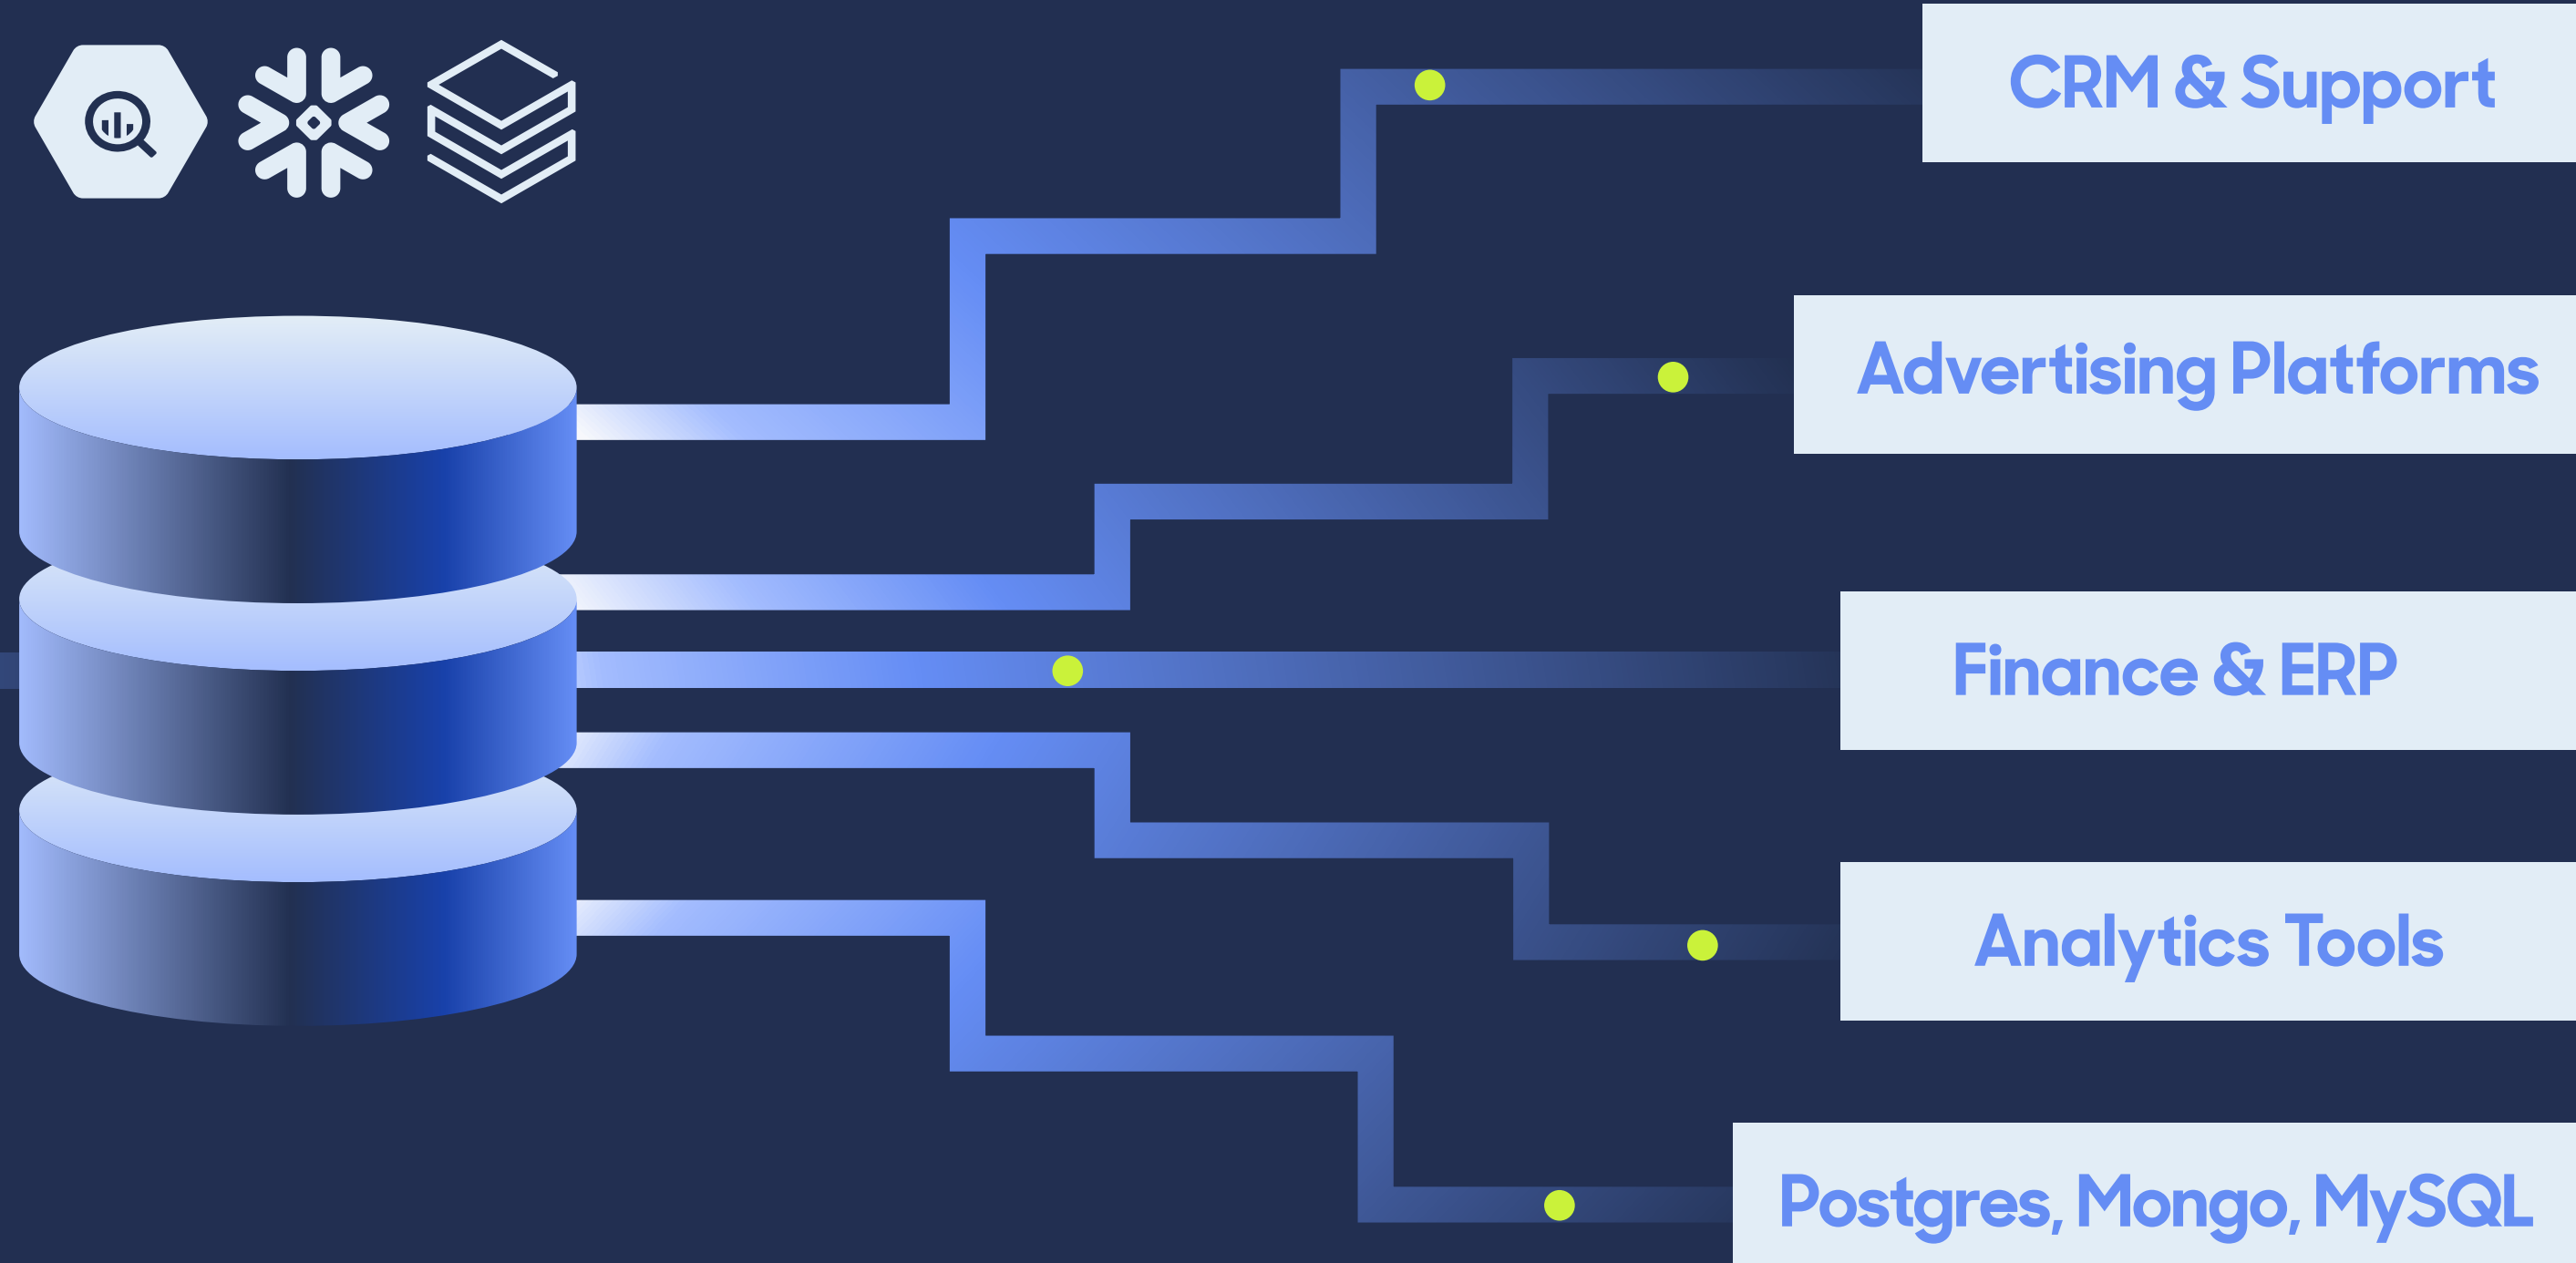 CRM & Support
Advertising Platforms
Finance & ERP
Analytics Tools
Postgres, Mongo, MySQL